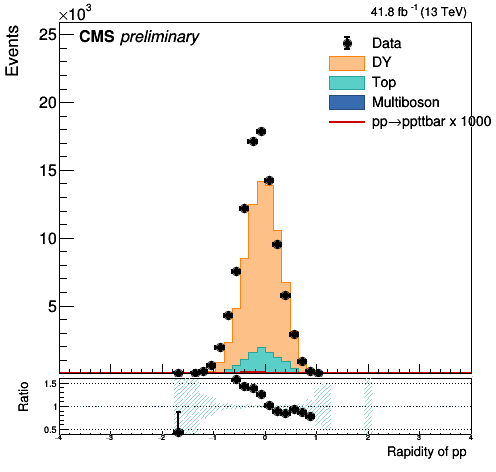 ×10³
41.8 fb⁻¹ (13 TeV)
CMS preliminary
Events
25
20
15
10
5
Data
DY
Top
Multiboson
pp→ppttbar x 1000
Ratio
1.5
1
0.5
-4 -3 -2 -1 0 1 2 3 4
Rapidity of pp